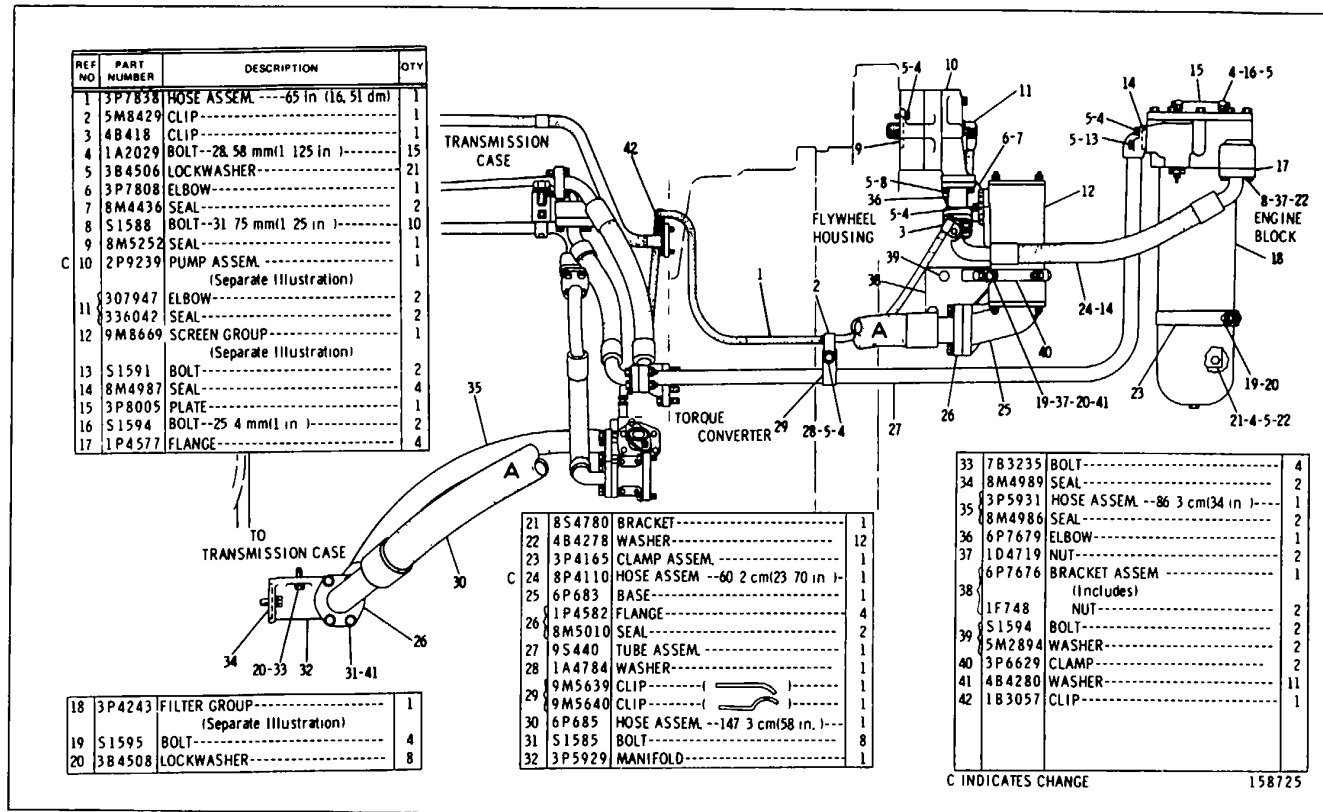 REF NO PART NUMBER DESCRIPTION QTY
1 3P7838 HOSE ASSEM. ----65 in (16, 51 dm) 1
2 5M8429 CLIP 1
3 4B418 CLIP 1
4 1A2029 BOLT--28. 58 mm(1 125 in )------- 15
5 3B4506 LOCKWASHER 21
6 3P7808 ELBOW 1
7 8M4436 SEAL 2
8 S1588 BOLT--31 75 mm(1 25 in ) 10
9 8M5252 SEAL 1
C 10 2P9239 PUMP ASSEM. 1
(Separate Illustration)
11 307947 ELBOW 2
336042 SEAL 2
12 9M8669 SCREEN GROUP 1
(Separate Illustration)
13 S1591 BOLT 2
14 8M4987 SEAL 4
15 3P8005 PLATE 1
16 S1594 BOLT--25 4 mm(1 in ) 2
17 1P4577 FLANGE 4
TRANSMISSION
CASE
42
5-4
10
11
9
6-7
5-8
36
5-4
3
FLYWHEEL
HOUSING
39
38
12
1
2
A
40
24-14
14
15
4-16-5
5-4
5-13
17
8-37-22
ENGINE
BLOCK
18
23
19-20
21-4-5-22
35
A
TORQUE
CONVERTER
29
28-5-4
27
26
19-37-20-41
25
TO
TRANSMISSION CASE
30
34
20-33
32
31-41
26
18 3P4243 FILTER GROUP 1
(Separate Illustration)
19 S1595 BOLT 4
20 3B4508 LOCKWASHER 8
21 8S4780 BRACKET 1
22 4B4278 WASHER 12
23 3P4165 CLAMP ASSEM. 1
C 24 8P4110 HOSE ASSEM --60 2 cm(23 70 in )- 1
25 6P683 BASE 1
26 1P4582 FLANGE 4
8M5010 SEAL 2
27 9S440 TUBE ASSEM. 1
28 1A4784 WASHER 1
29 9M5639 CLIP ( ) 1
9M5640 CLIP ( ) 1
30 6P685 HOSE ASSEM. --147 3 cm(58 in. )--- 1
31 S1585 BOLT 8
32 3P5929 MANIFOLD 1
33 7B3235 BOLT 4
34 8M4989 SEAL 2
35 3P5931 HOSE ASSEM. --86 3 cm(34 in )---- 1
8M4986 SEAL 2
36 6P7679 ELBOW 1
37 1D4719 NUT 2
38 6P7676 BRACKET ASSEM 1
(Includes)
1F748 NUT 2
39 S1594 BOLT 2
5M2894 WASHER 2
40 3P6629 CLAMP 2
41 4B4280 WASHER 11
42 1B3057 CLIP 1
C INDICATES CHANGE 158725